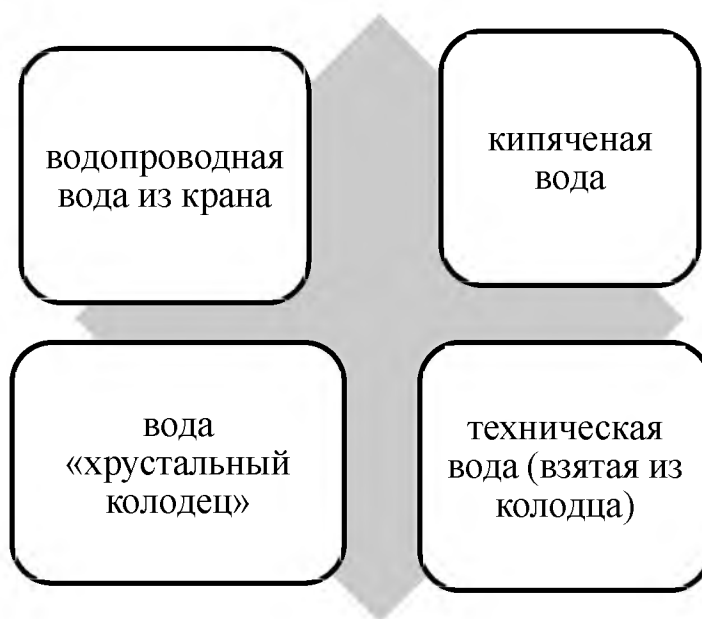 водопроводная
вода из крана
кипяченая
вода
вода
«хрустальный
колодец»
техническая
вода (взятая из
колодца)